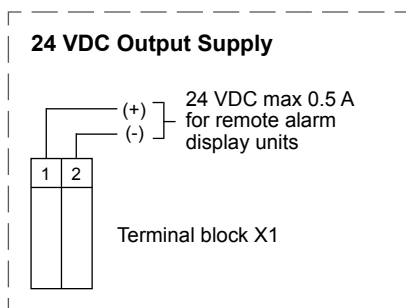 24 VDC Output Supply
(+)
(-)
24 VDC max 0.5 A
for remote alarm
display units
1 2
Terminal block X1